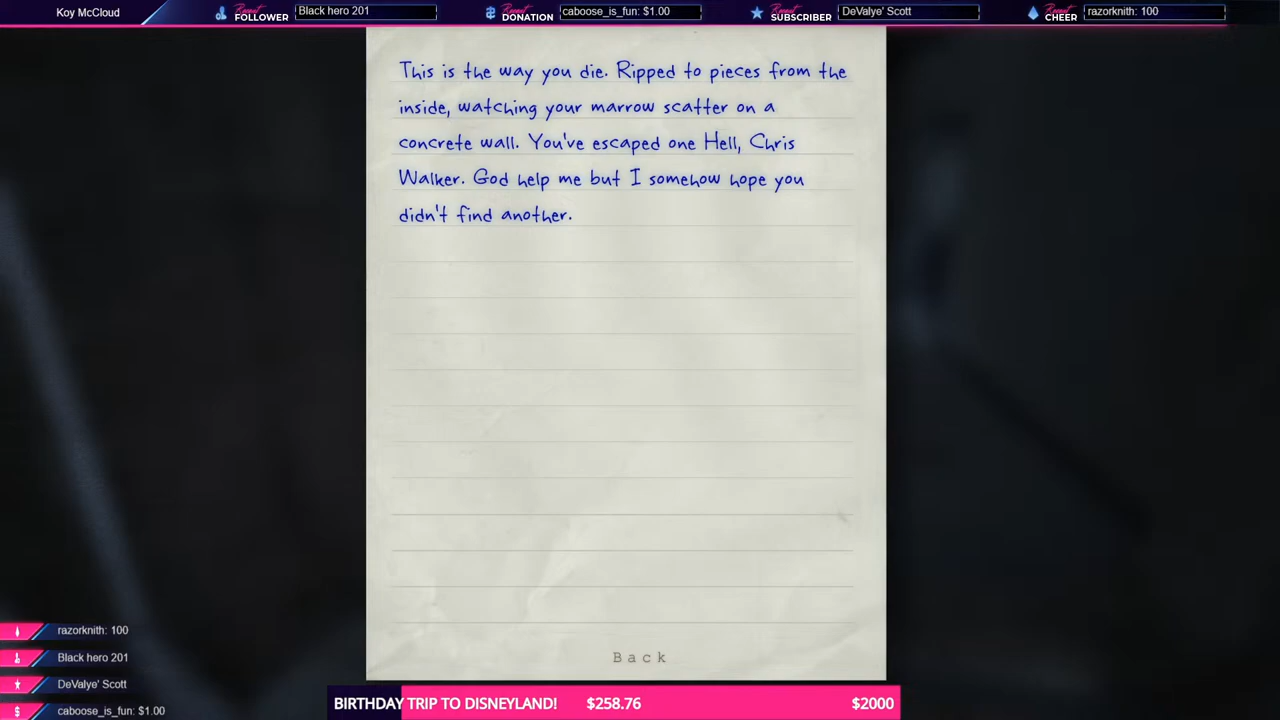 Koy McCloud
Recent FOLLOWER
Black hero 201
Recent DONATION
caboose_is_fun: $1.00
Recent SUBSCRIBER
DeValye' Scott
Recent CHEER
razorknith: 100
This is the way you die. Ripped to pieces from the
inside, watching your marrow scatter on a
concrete wall. You've escaped one Hell, Chris
Walker. God help me but I somehow hope you
didn't find another.
Back
razorknith: 100
Black hero 201
DeValye' Scott
caboose_is_fun: $1.00
BIRTHDAY TRIP TO DISNEYLAND! $258.76 $2000